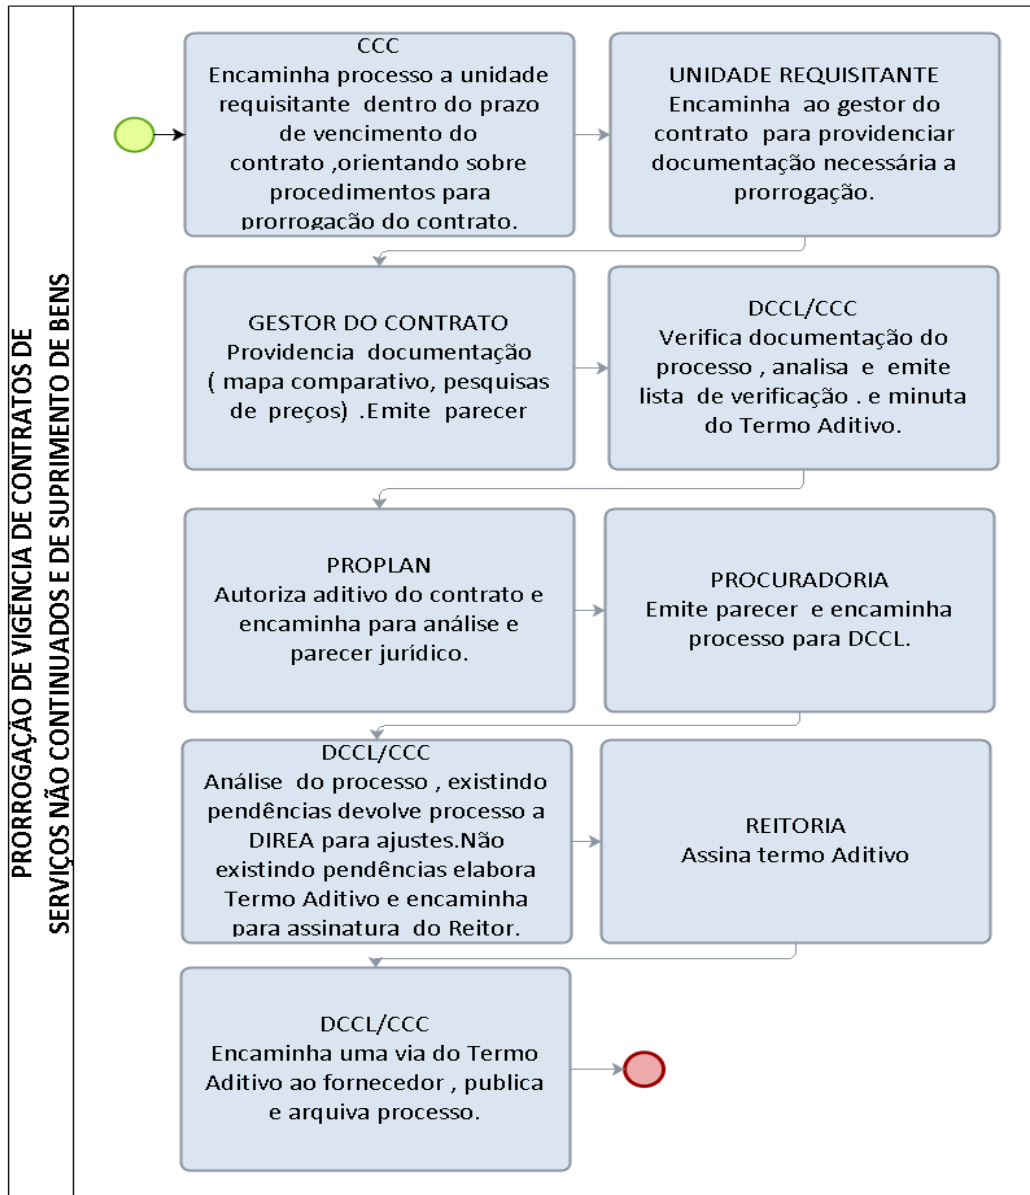 PRORROGAÇÃO DE VIGÊNCIA DE CONTRATOS DE
SERVIÇOS NÃO CONTINUADOS E DE SUPRIMENTO DE BENS
CCC
Encaminha processo a unidade
requisitante dentro do prazo
de vencimento do
contrato ,orientando sobre
procedimentos para
prorrogação do contrato.
UNIDADE REQUISITANTE
Encaminha ao gestor do
contrato para providenciar
documentação necessária a
prorrogação.
GESTOR DO CONTRATO
Providencia documentação
( mapa comparativo, pesquisas
de preços) .Emite parecer
DCCL/CCC
Verifica documentação do
processo , analisa e emite
lista de verificação . e minuta
do Termo Aditivo.
PROPLAN
Autoriza aditivo do contrato e
encaminha para análise e
parecer jurídico.
PROCURADORIA
Emite parecer e encaminha
processo para DCCL.
DCCL/CCC
Análise do processo , existindo
pendências devolve processo a
DIREA para ajustes.Não
existindo pendências elabora
Termo Aditivo e encaminha
para assinatura do Reitor.
REITORIA
Assina termo Aditivo
DCCL/CCC
Encaminha uma via do Termo
Aditivo ao fornecedor , publica
e arquiva processo.